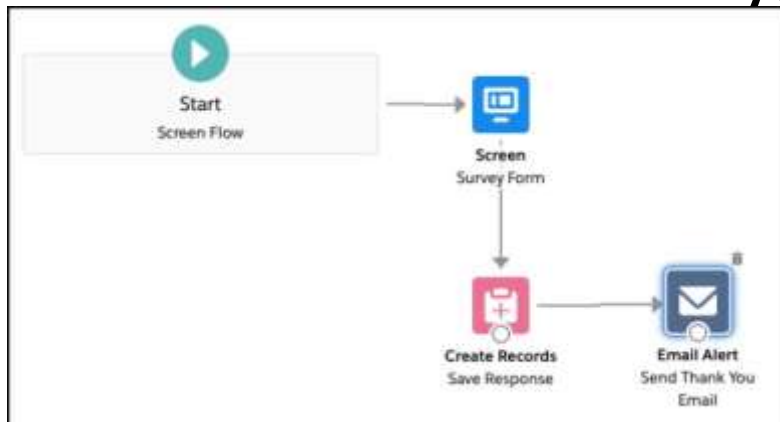 Start
Screen Flow
Screen
Survey Form
Create Records
Save Response
Email Alert
Send Thank You
Email